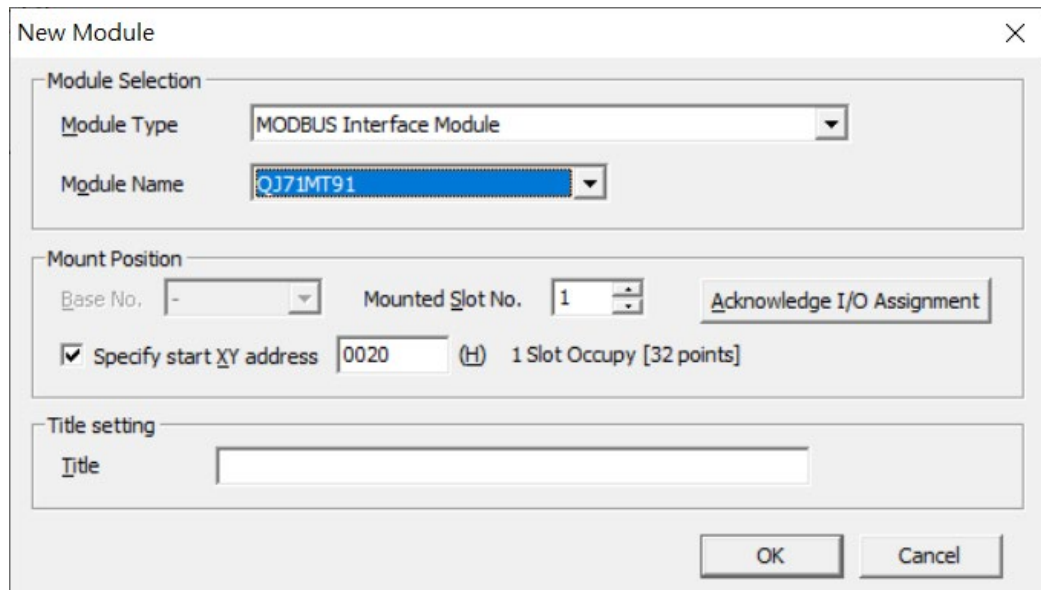 New Module
Module Selection
Module Type MODBUS Interface Module
Module Name QJ71MT91
Mount Position
Base No. - Mounted Slot No. 1 Acknowledge I/O Assignment
Specify start XY address 0020 (H) 1 Slot Occupy [32 points]
Title setting
Title
OK Cancel